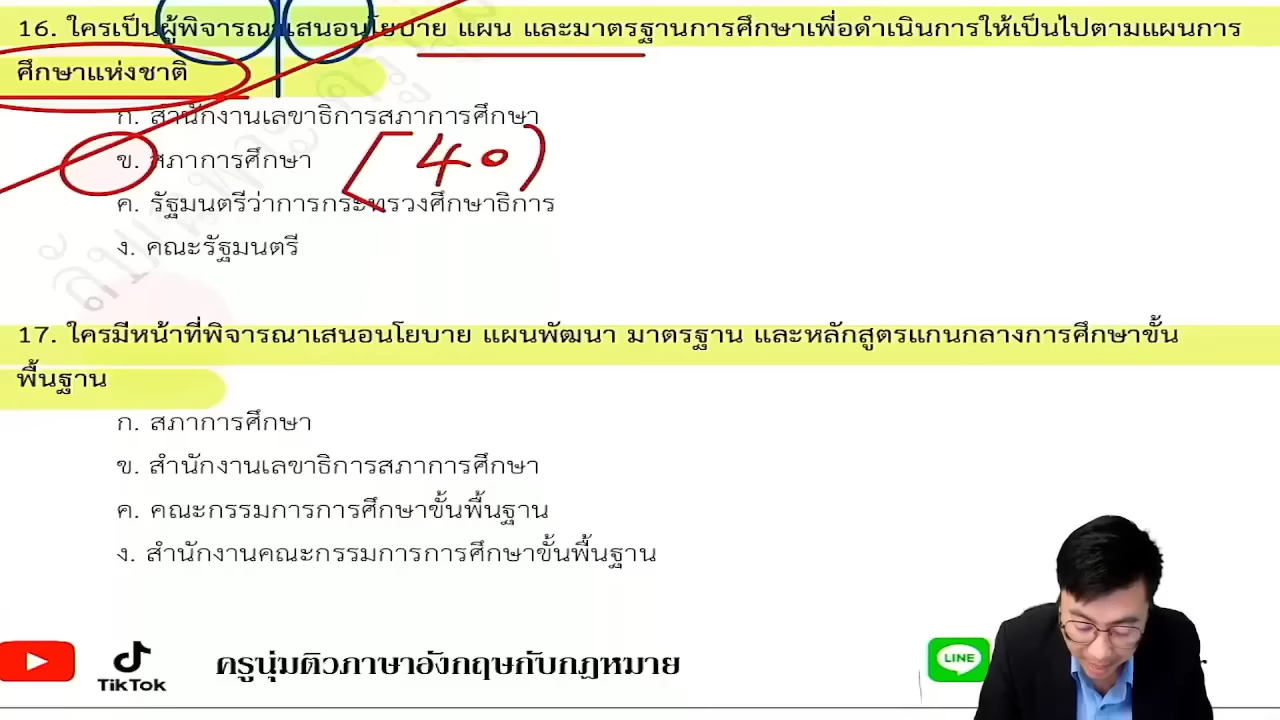 16. ใครเป็นผู้พิจารณาเสนอนโยบาย แผน และมาตรฐานการศึกษาเพื่อดำเนินการให้เป็นไปตามแผนการ
ศึกษาแห่งชาติ
ก. สำนักงานเลขาธิการสภาการศึกษา
ข. สภาการศึกษา
[40)
ค. รัฐมนตรีว่าการกระทรวงศึกษาธิการ
ง. คณะรัฐมนตรี
17. ใครมีหน้าที่พิจารณาเสนอนโยบาย แผนพัฒนา มาตรฐาน และหลักสูตรแกนกลางการศึกษาขั้น
พื้นฐาน
ก. สภาการศึกษา
ข. สำนักงานเลขาธิการสภาการศึกษา
ค. คณะกรรมการการศึกษาขั้นพื้นฐาน
ง. สำนักงานคณะกรรมการการศึกษาขั้นพื้นฐาน
TikTok
ครูนุ่มติวภาษาอังกฤษกับกฎหมาย
LINE